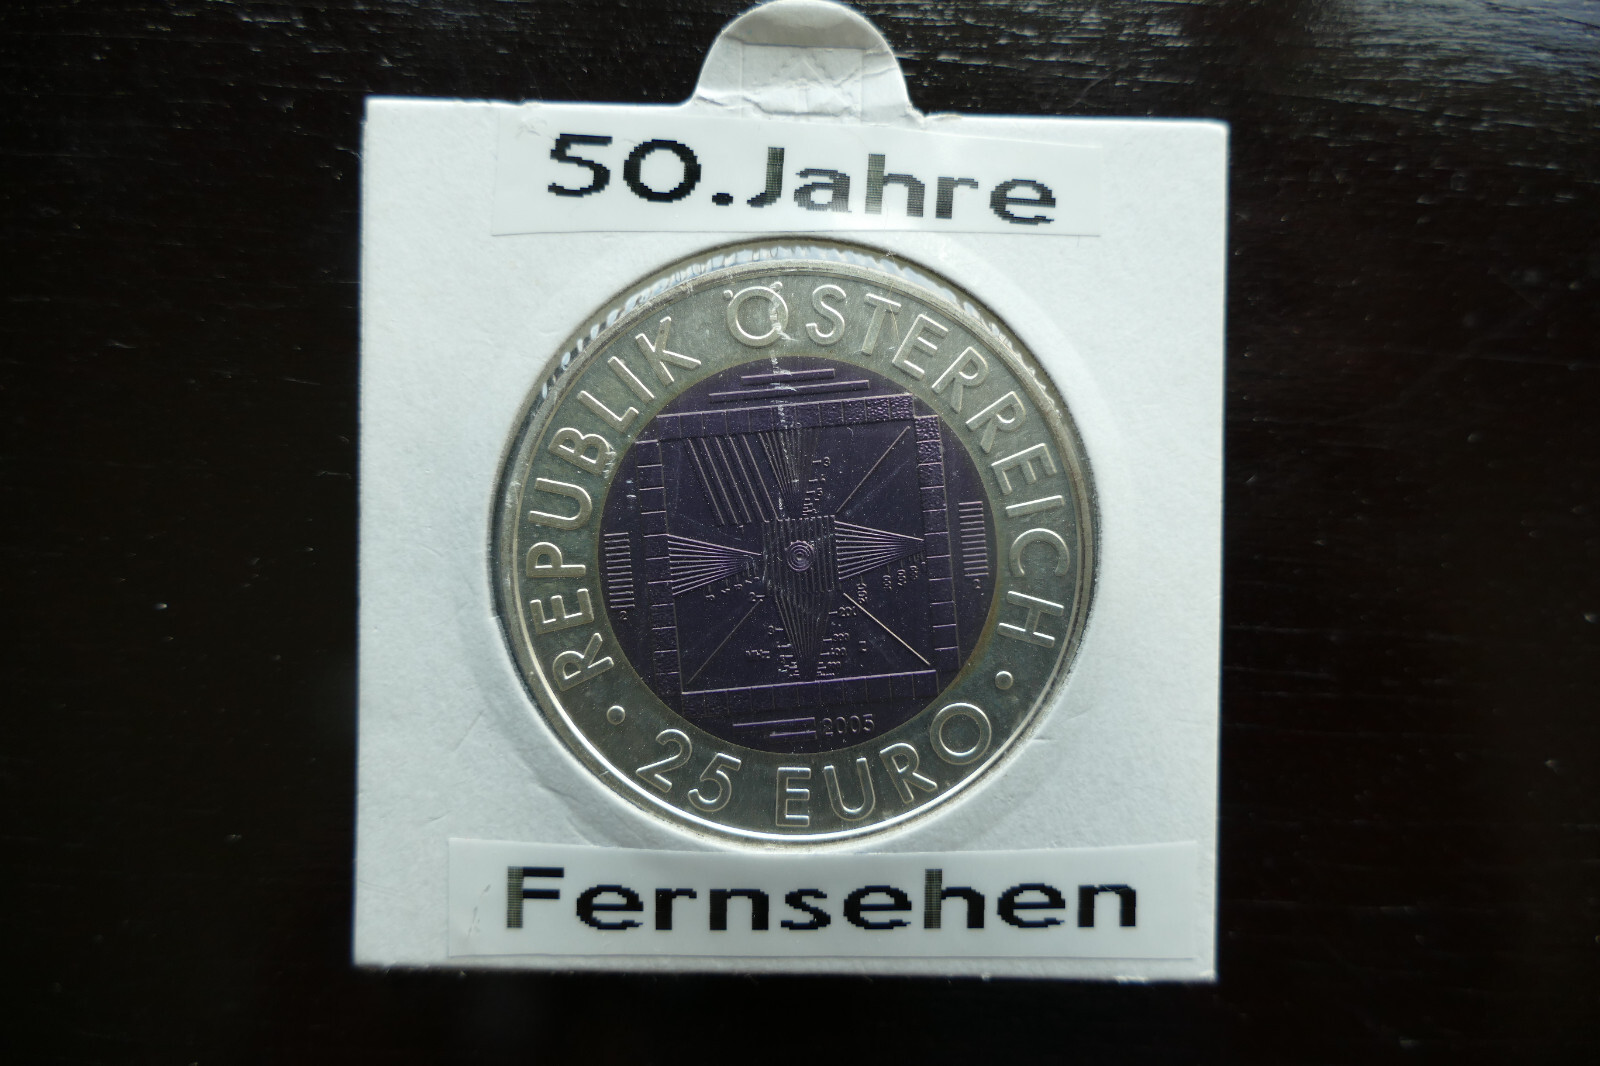 50.Jahre
REPUBLIK ÖSTERREICH
2005
25 EURO
Fernsehen